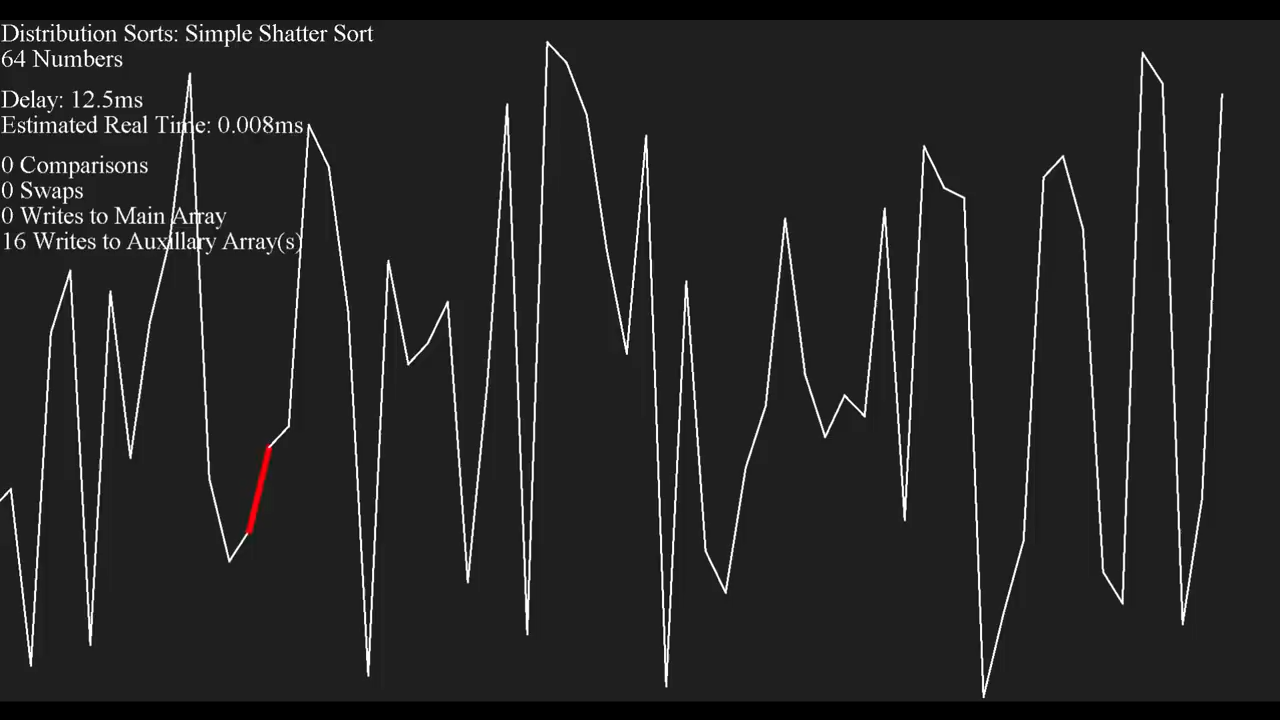 Distribution Sorts: Simple Shatter Sort
64 Numbers
Delay: 12.5ms
Estimated Real Time: 0.008ms
0 Comparisons
0 Swaps
0 Writes to Main Array
16 Writes to Auxillary Array(s)